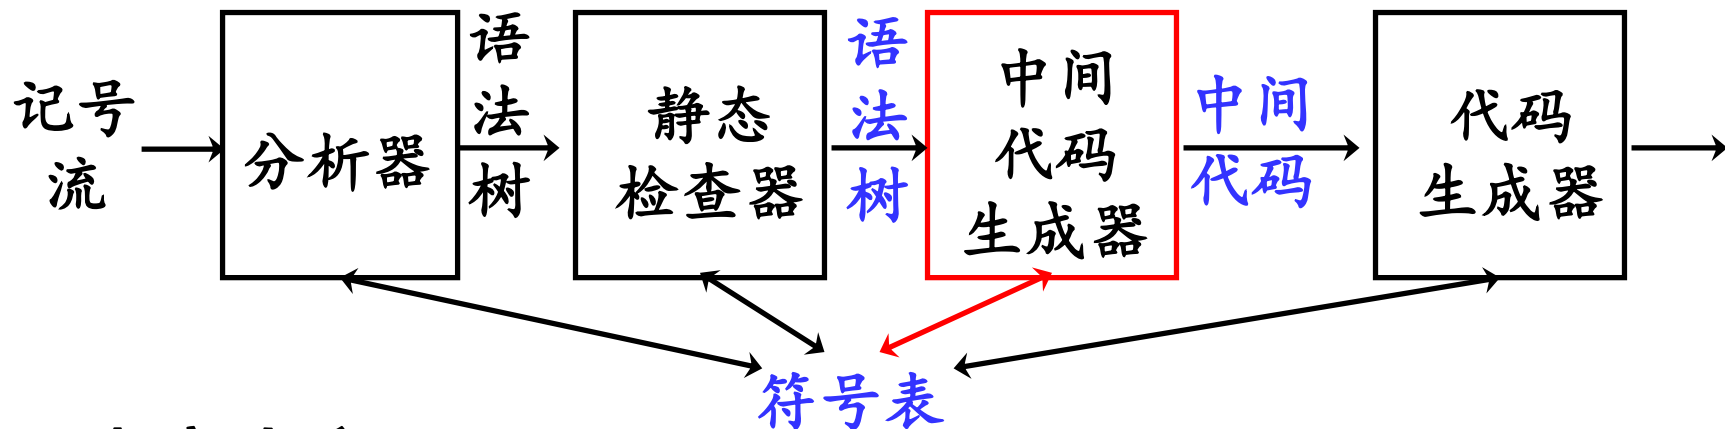 记号
流
分析器
语
法
树
静态
检查器
语
法
树
中间
代码
生成器
中间
代码
代码
生成器
符号表